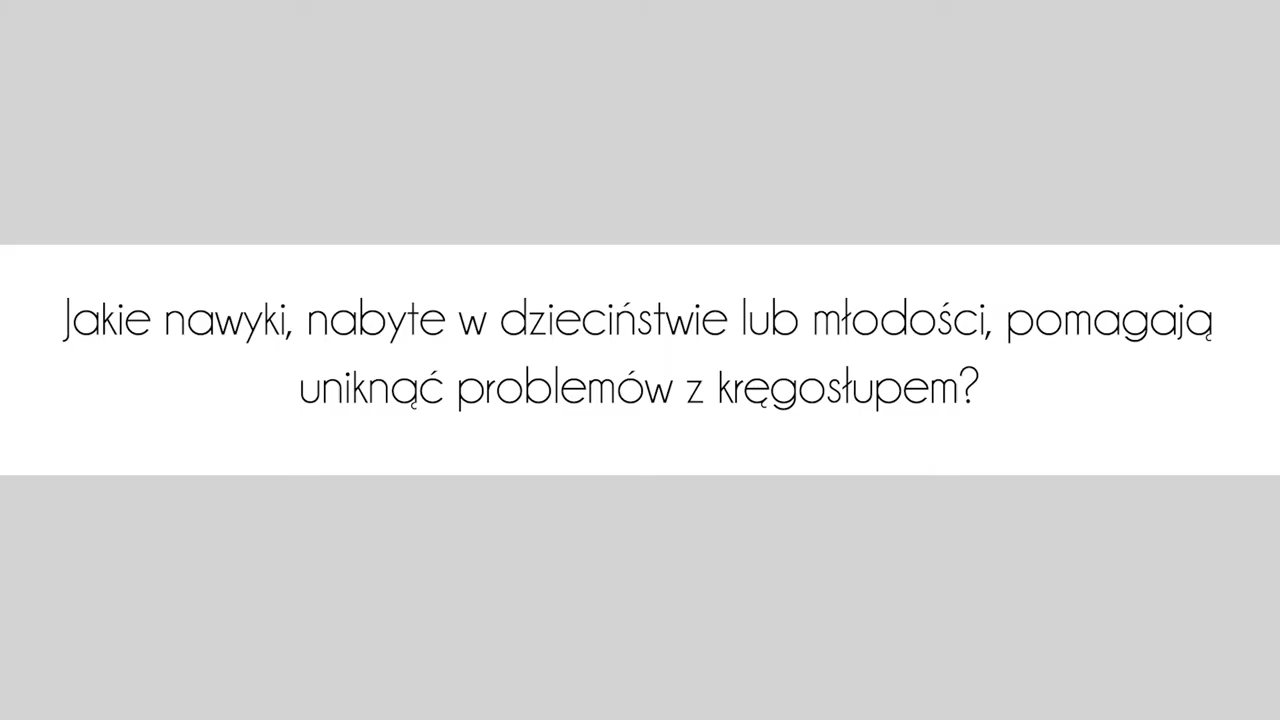 Jakie nawyki, nabyte w dzieciństwie lub młodości, pomagają
uniknąć problemów z kręgosłupem?